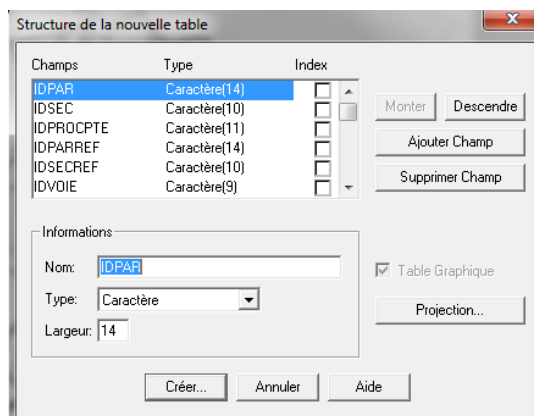 Structure de la nouvelle table
Champs Type Index
IDPAR Caractère(14)
IDSEC Caractère(10)
IDPROCPTE Caractère(11)
IDPARREF Caractère(14)
IDSECREF Caractère(10)
IDVOIE Caractère(9)
Monter Descendre
Ajouter Champ
Supprimer Champ
Informations
Nom: IDPAR
Type: Caractère
Largeur: 14
Table Graphique
Projection...
Créer... Annuler Aide